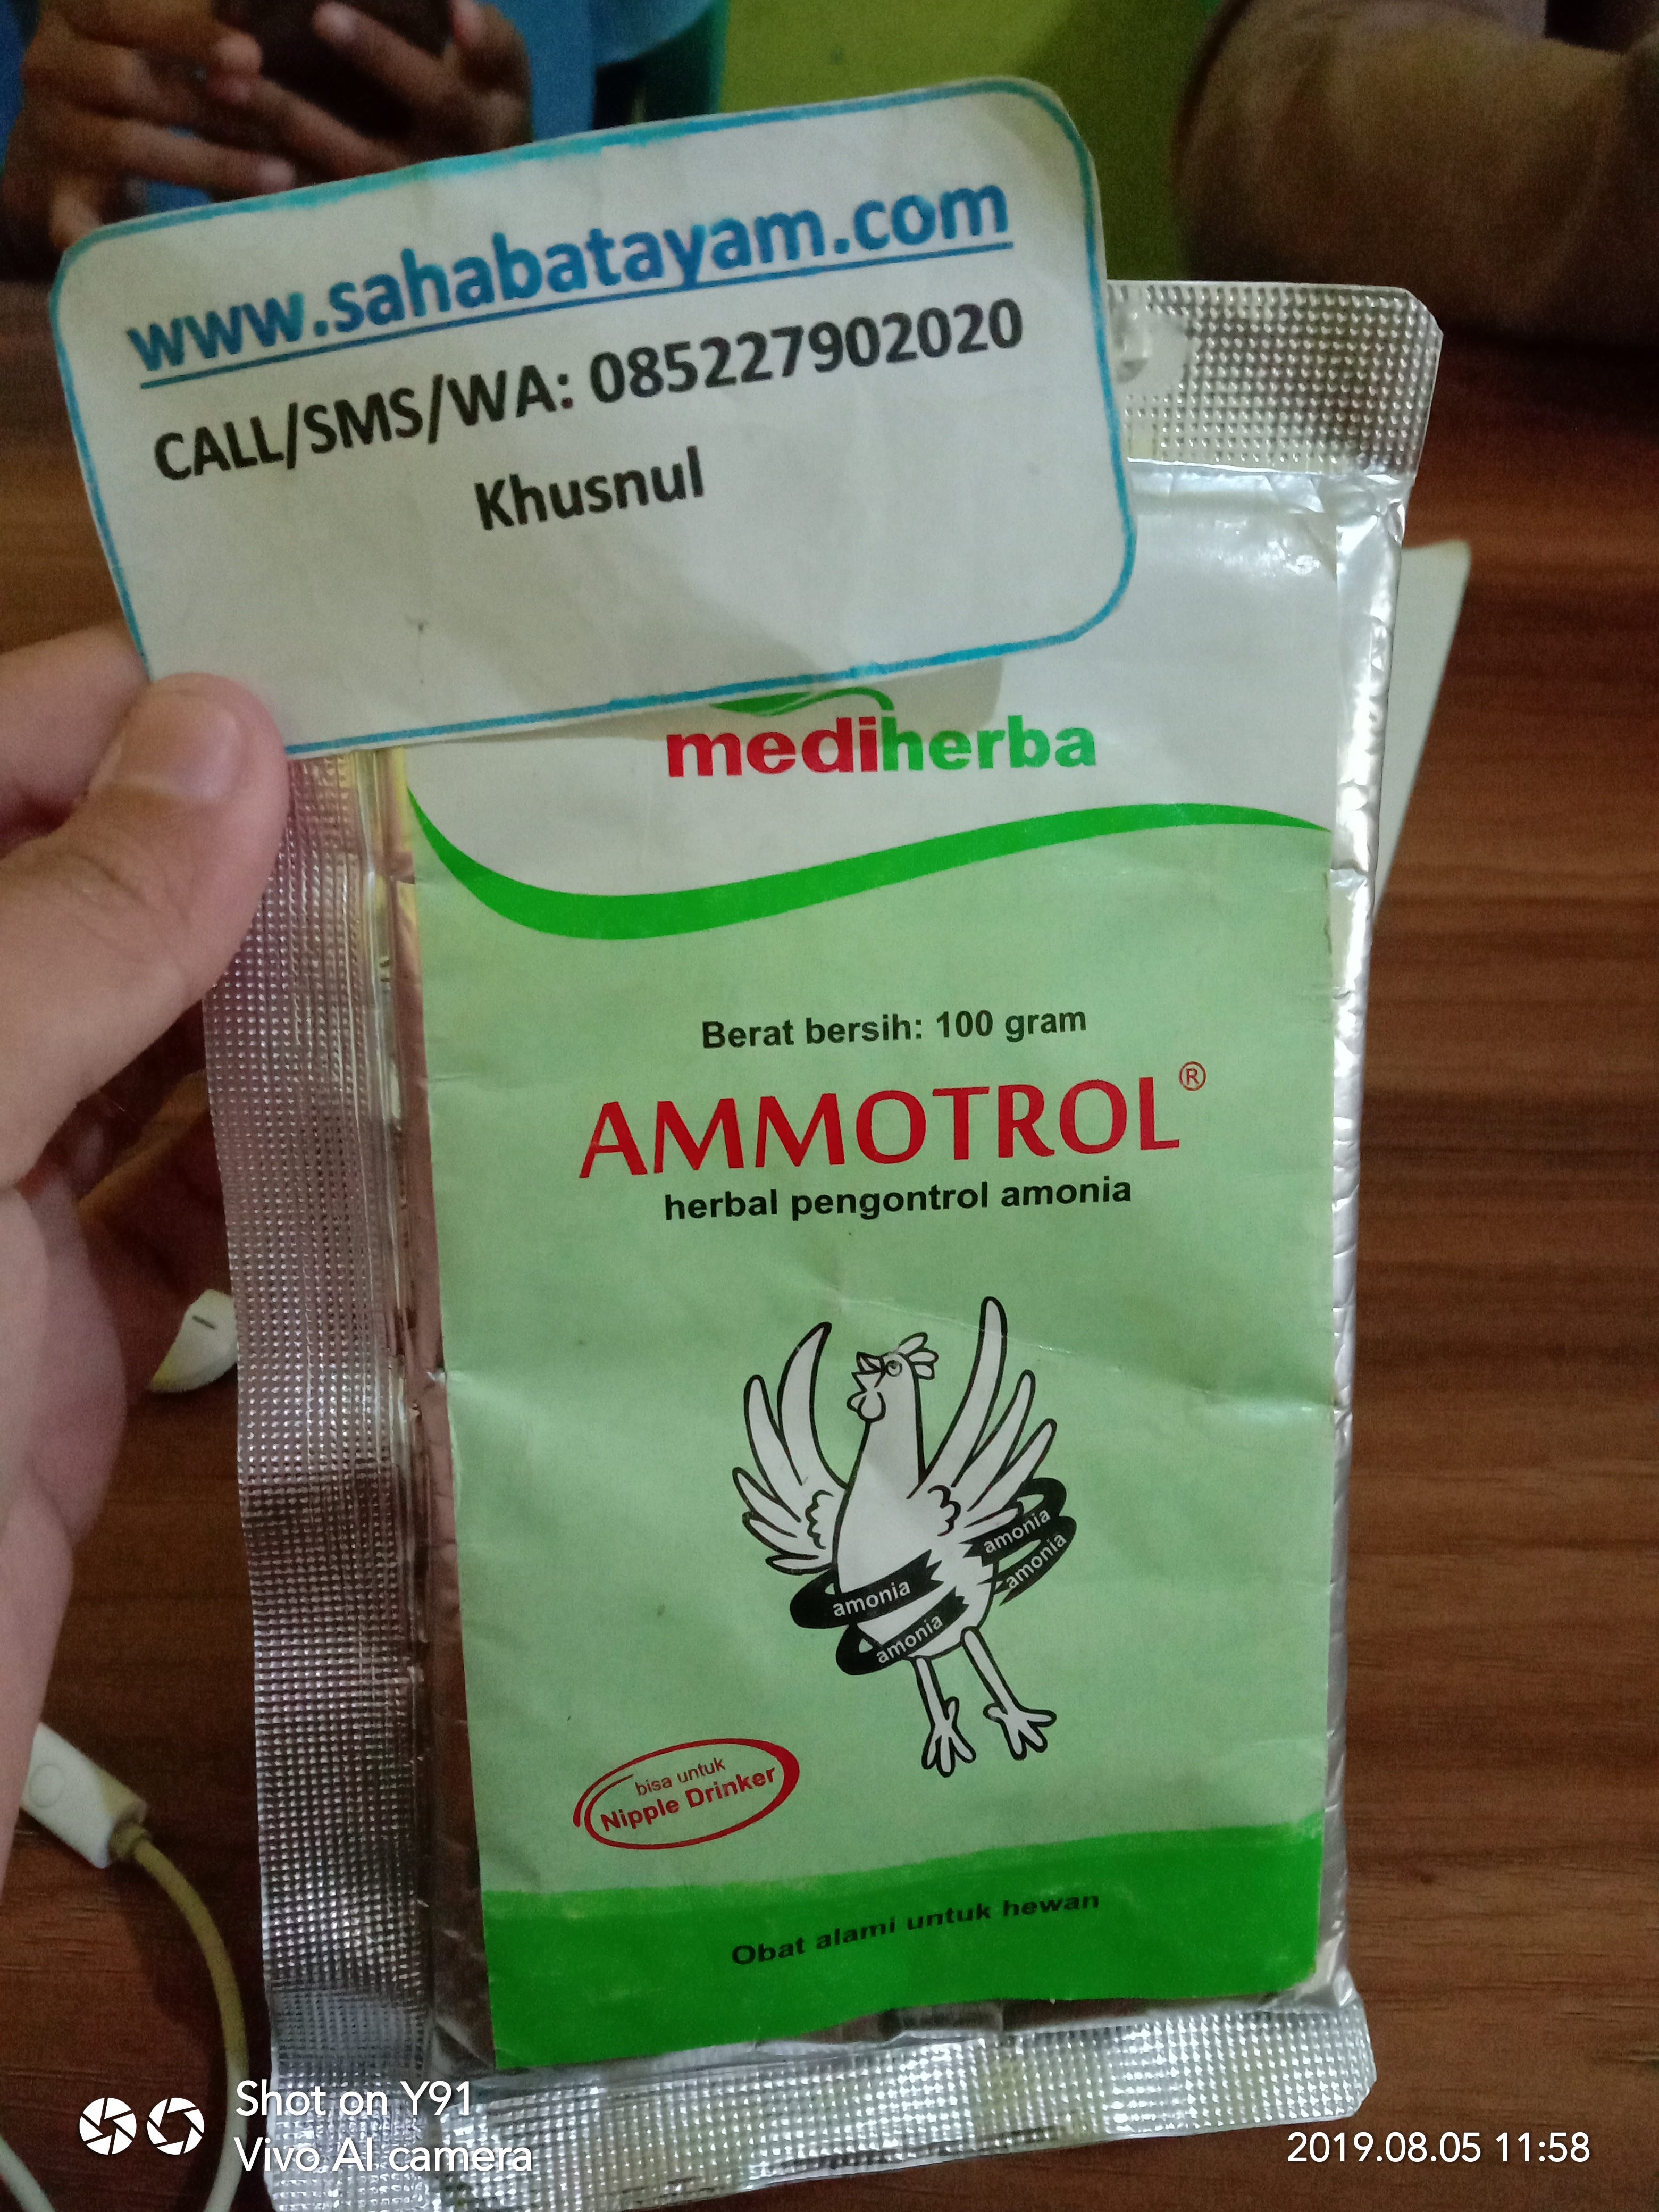 www.sahabatayam.com
CALL/SMS/WA: 085227902020
Khusnul
mediherba
Berat bersih: 100 gram
AMMOTROL®
herbal pengontrol amonia
amonia
amonia
amonia
amonia
bisa untuk
Nipple Drinker
Obat alami untuk hewan
Shot on Y91
Vivo AI camera
2019.08.05 11:58